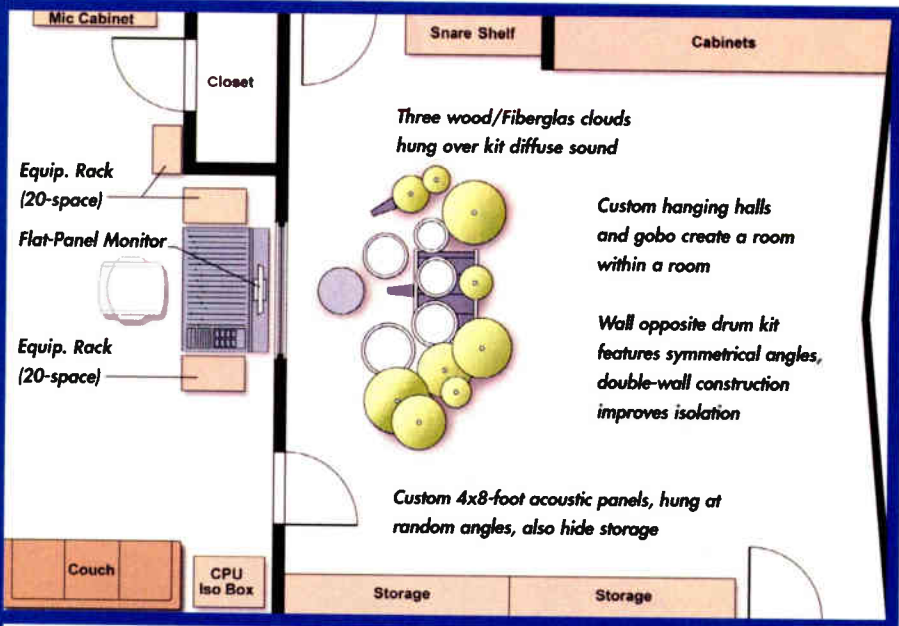 Mic Cabinet
Closet
Snare Shelf
Cabinets
Three wood/Fiberglas clouds
hung over kit diffuse sound
Equip. Rack
(20-space)
Flat-Panel Monitor
Custom hanging halls
and gobo create a room
within a room
Equip. Rack
(20-space)
Wall opposite drum kit
features symmetrical angles,
double-wall construction
improves isolation
Custom 4x8-foot acoustic panels, hung at
random angles, also hide storage
Couch
CPU
Iso Box
Storage
Storage